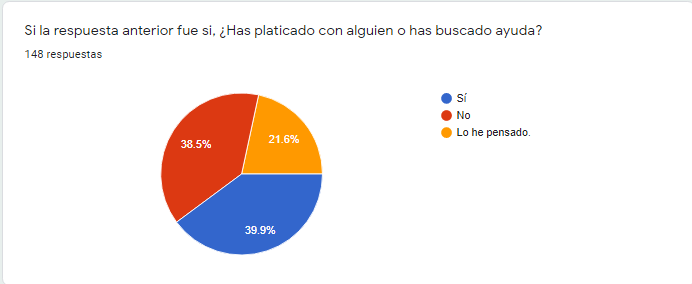 Si la respuesta anterior fue si, ¿Has platicado con alguien o has buscado ayuda?
148 respuestas
Sí
No
Lo he pensado.
38.5%
21.6%
39.9%